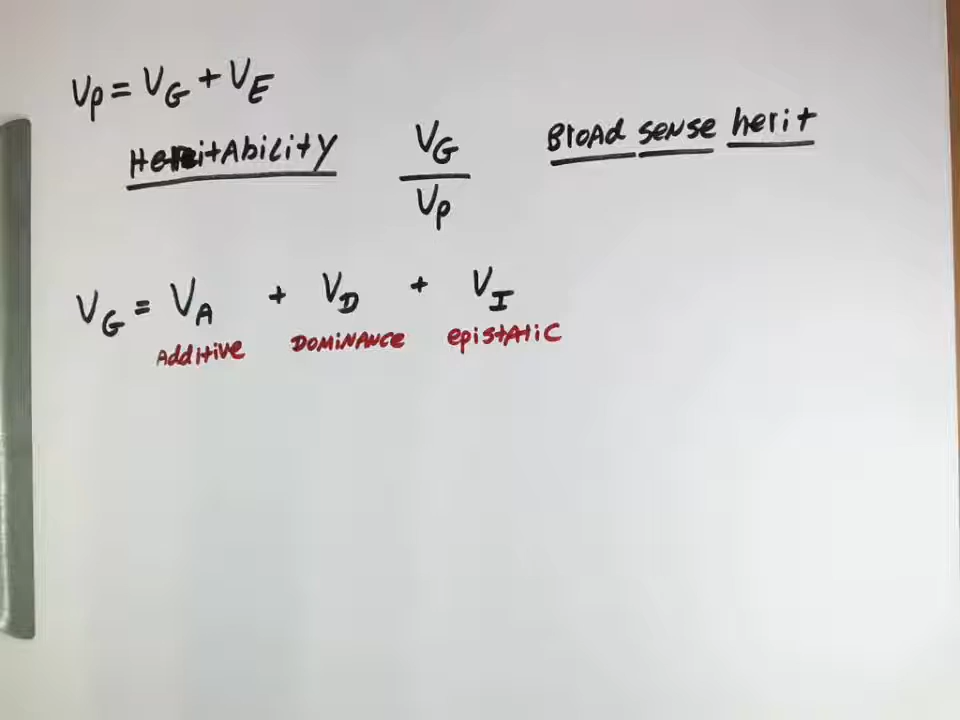 Vp = VG + VE
HeritAbility VG/Vp BroAd sense herit
VG = VA + VD + VI
Additive DOMiNANce epistAtic